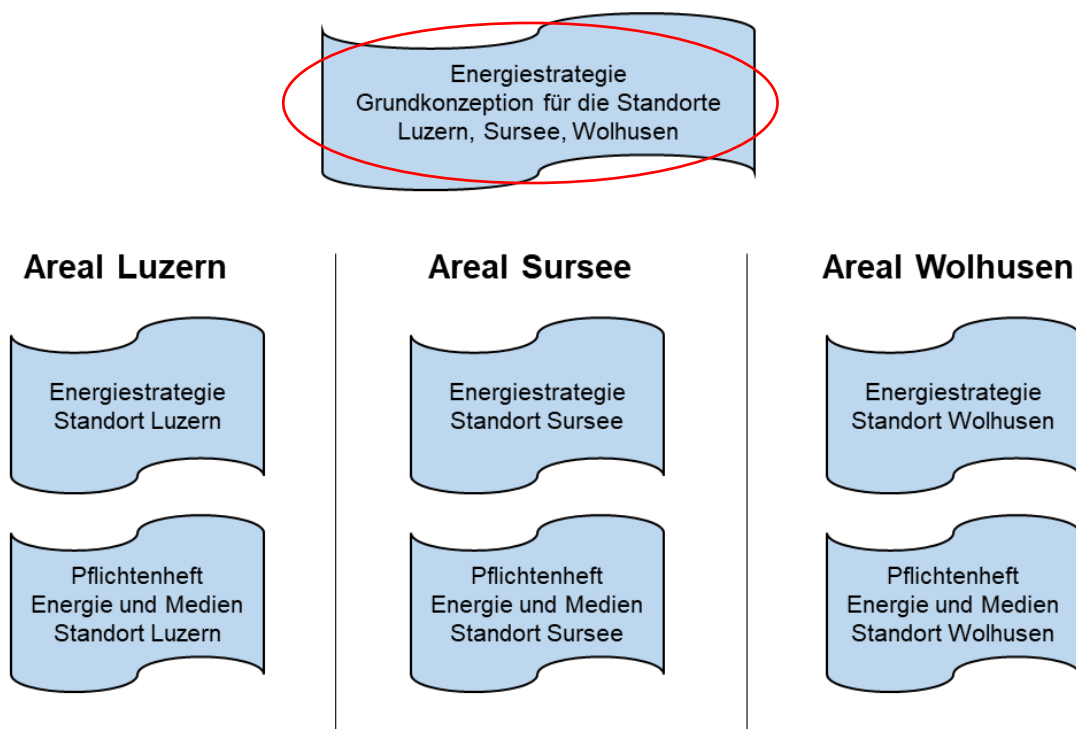 Energiestrategie
Grundkonzeption für die Standorte
Luzern, Sursee, Wolhusen
Areal Luzern
Energiestrategie
Standort Luzern
Pflichtenheft
Energie und Medien
Standort Luzern
Areal Sursee
Energiestrategie
Standort Sursee
Pflichtenheft
Energie und Medien
Standort Sursee
Areal Wolhusen
Energiestrategie
Standort Wolhusen
Pflichtenheft
Energie und Medien
Standort Wolhusen